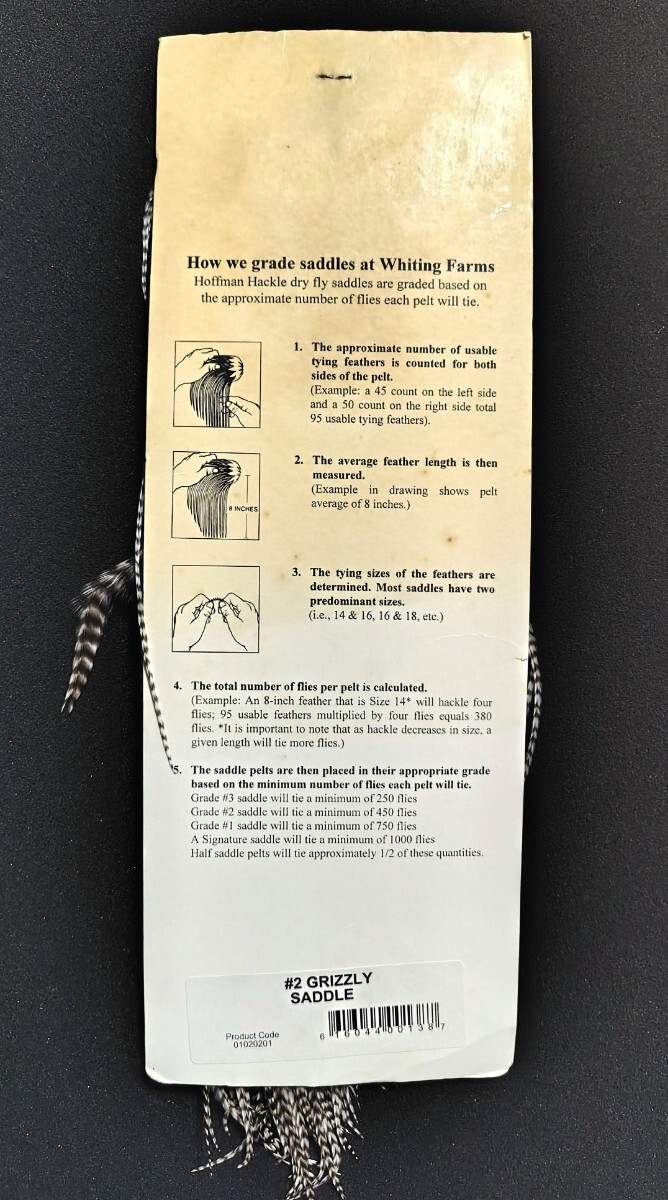 How we grade saddles at Whiting Farms
Hoffman Hackle dry fly saddles are graded based on
the approximate number of flies each pelt will tie.
1. The approximate number of usable
tying feathers is counted for both
sides of the pelt.
(Example: a 45 count on the left side
and a 50 count on the right side total
95 usable tying feathers).
2. The average feather length is then
measured.
(Example in drawing shows pelt
average of 8 inches.)
8 INCHES
3. The tying sizes of the feathers are
determined. Most saddles have two
predominant sizes.
(i.e., 14 & 16, 16 & 18, etc.)
4. The total number of flies per pelt is calculated.
(Example: An 8-inch feather that is Size 14* will hackle four
flies; 95 usable feathers multiplied by four flies equals 380
flies. *It is important to note that as hackle decreases in size, a
given length will tie more flies.)
5. The saddle pelts are then placed in their appropriate grade
based on the minimum number of flies each pelt will tie.
Grade #3 saddle will tie a minimum of 250 flies
Grade #2 saddle will tie a minimum of 450 flies
Grade #1 saddle will tie a minimum of 750 flies
A Signature saddle will tie a minimum of 1000 flies
Half saddle pelts will tie approximately 1/2 of these quantities.
#2 GRIZZLY
SADDLE
Product Code
01020201
6 16044 00138 7